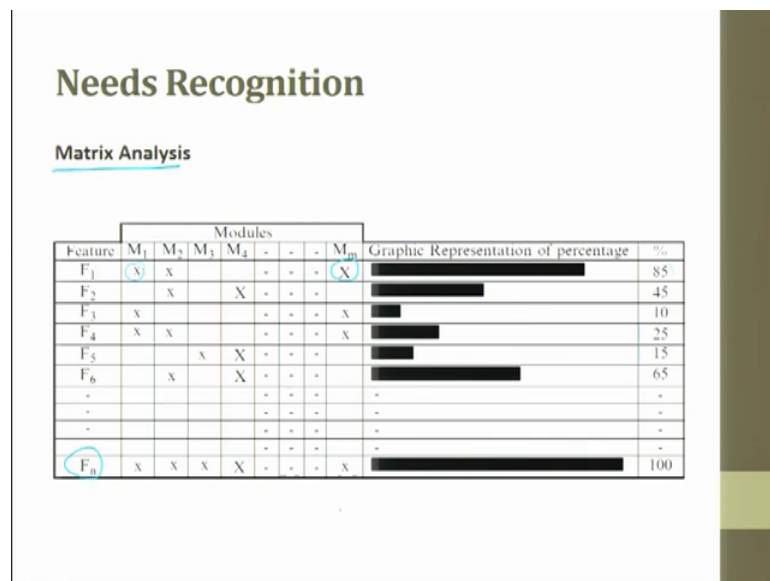 Needs Recognition
Matrix Analysis
Modules
Feature M₁ M₂ M₃ M₄ - - - Mₘ Graphic Representation of percentage %
F₁ x x - - - X 85
F₂ x X - - - 45
F₃ x - - - x 10
F₄ x x - - - x 25
F₅ x X - - - 15
F₆ x X - - - 65
- - - - - -
- - - - - -
- - - - - -
- - - -
Fₙ x x x X - - - x 100